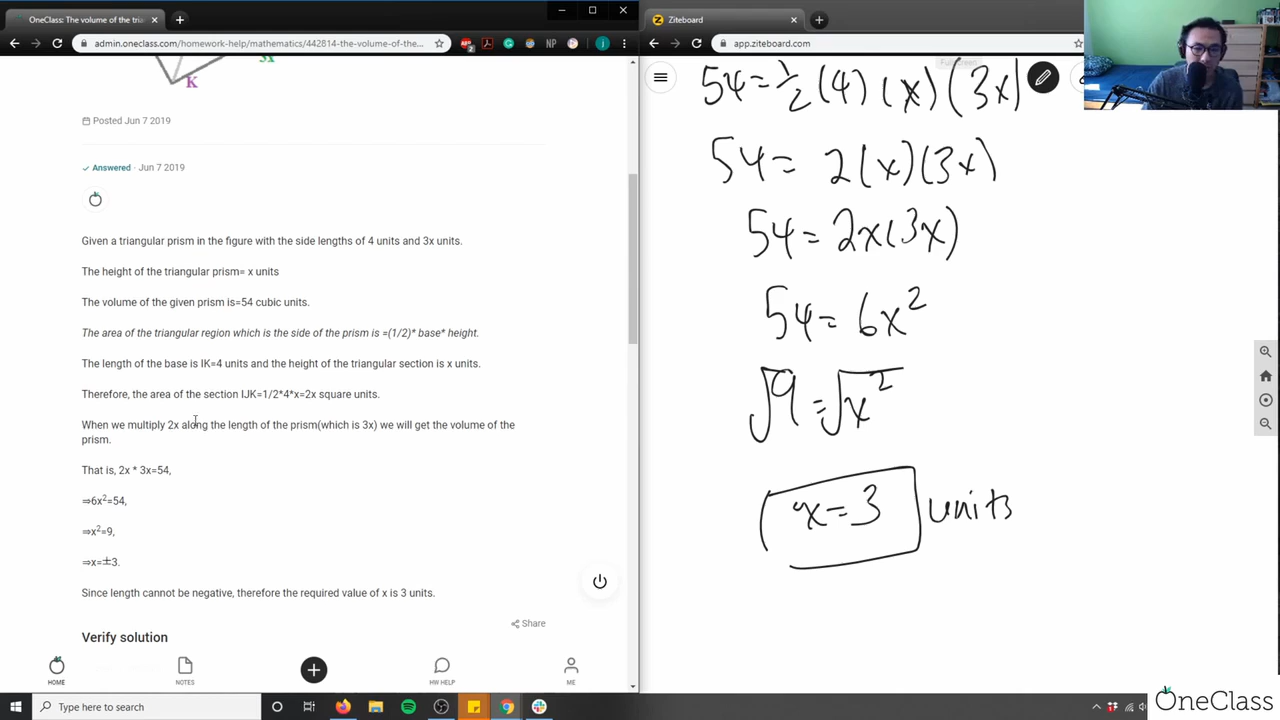 OneClass: The volume of the tria
Ziteboard
admin.oneclass.com/homework-help/mathematics/442814-the-volume-of-the...
app.ziteboard.com
3x
K
Posted Jun 7 2019
Answered · Jun 7 2019
Given a triangular prism in the figure with the side lengths of 4 units and 3x units.
The height of the triangular prism= x units
The volume of the given prism is=54 cubic units.
The area of the triangular region which is the side of the prism is =(1/2)* base* height.
The length of the base is IK=4 units and the height of the triangular section is x units.
Therefore, the area of the section IJK=1/2*4*x=2x square units.
When we multiply 2x along the length of the prism(which is 3x) we will get the volume of the
prism.
That is, 2x * 3x=54,
⇒6x²=54,
⇒x²=9,
⇒x=±3.
Since length cannot be negative, therefore the required value of x is 3 units.
Share
Verify solution
HOME
NOTES
HW HELP
ME
Full screen
54=½(4)(x)(3x)
54= 2(x)(3x)
54= 2x(3x)
54= 6x²
√9=√x²
x=3 units
Type here to search
OneClass